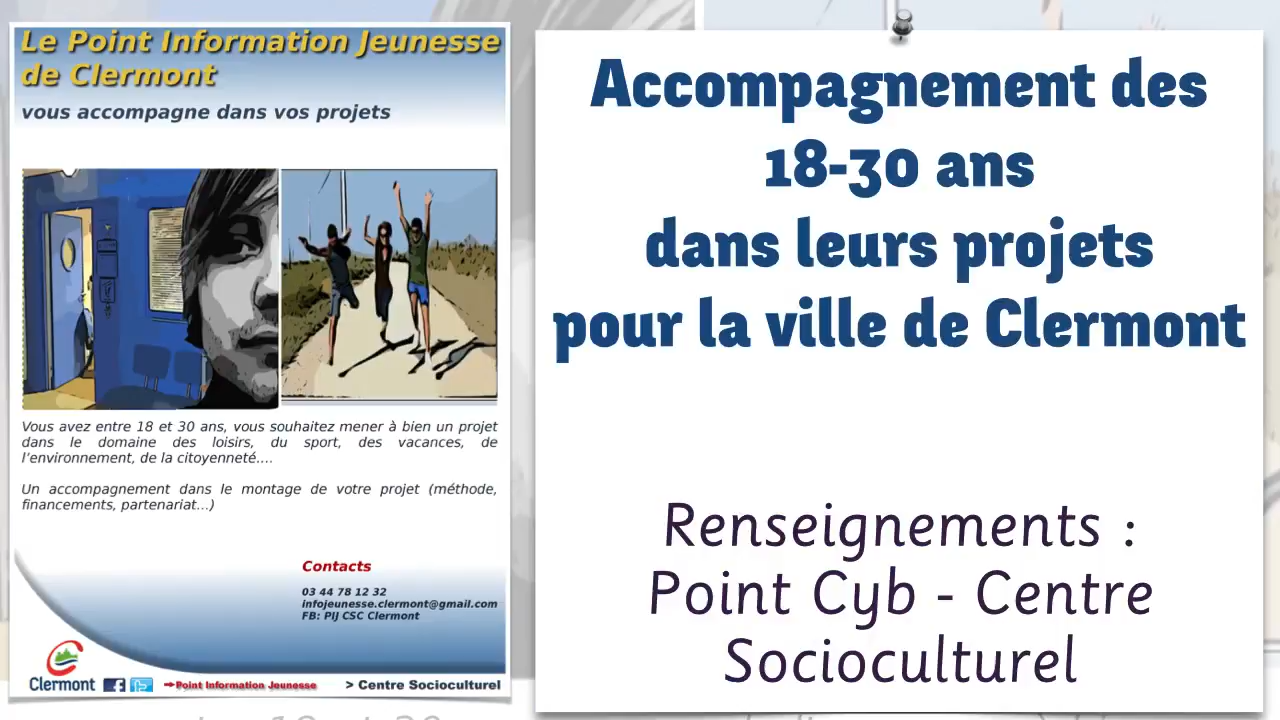 Le Point Information Jeunesse
de Clermont
vous accompagne dans vos projets
Vous avez entre 18 et 30 ans, vous souhaitez mener à bien un projet
dans le domaine des loisirs, du sport, des vacances, de
l'environnement, de la citoyenneté....
Un accompagnement dans le montage de votre projet (méthode,
financements, partenariat...)
Contacts
03 44 78 12 32
infojeunesse.clermont@gmail.com
FB: PIJ CSC Clermont
Clermont
Point Information Jeunesse
> Centre Socioculturel
Accompagnement des
18-30 ans
dans leurs projets
pour la ville de Clermont
Renseignements :
Point Cyb - Centre
Socioculturel